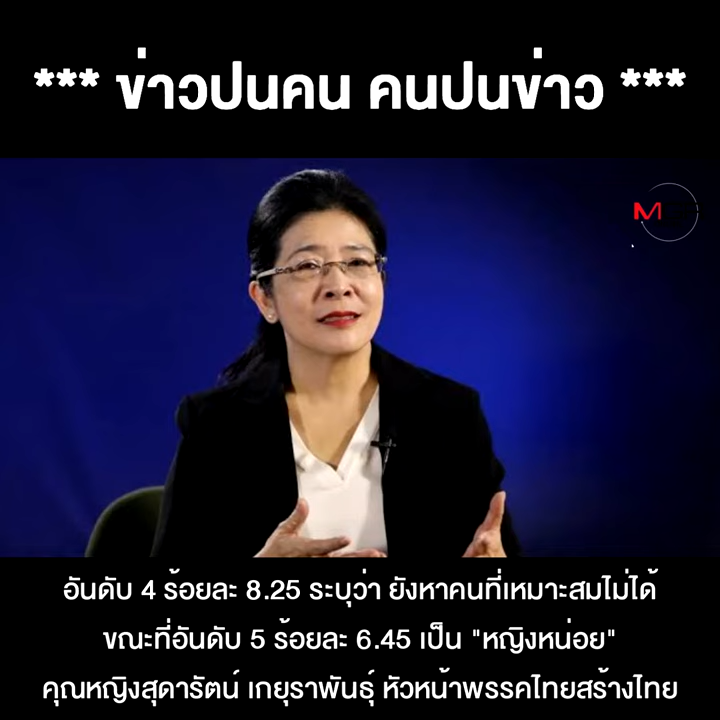 *** ข่าวปนคน คนปนข่าว ***
M
อันดับ 4 ร้อยละ 8.25 ระบุว่า ยังหาคนที่เหมาะสมไม่ได้
ขณะที่อันดับ 5 ร้อยละ 6.45 เป็น "หญิงหน่อย"
คุณหญิงสุดารัตน์ เกยุราพันธุ์ หัวหน้าพรรคไทยสร้างไทย